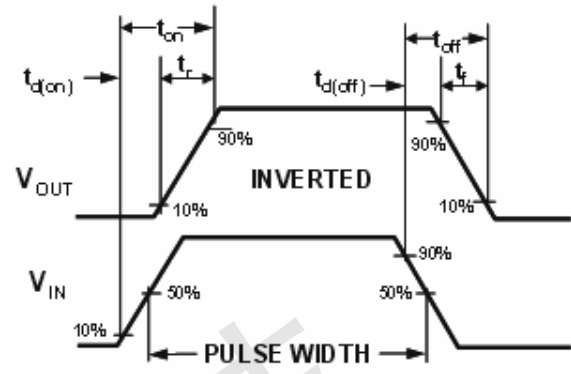 ton toff
td(on) tr td(off) tf
90% 90%
VOUT INVERTED
10% 10%
90%
VIN 50% 50%
10%
PULSE WIDTH